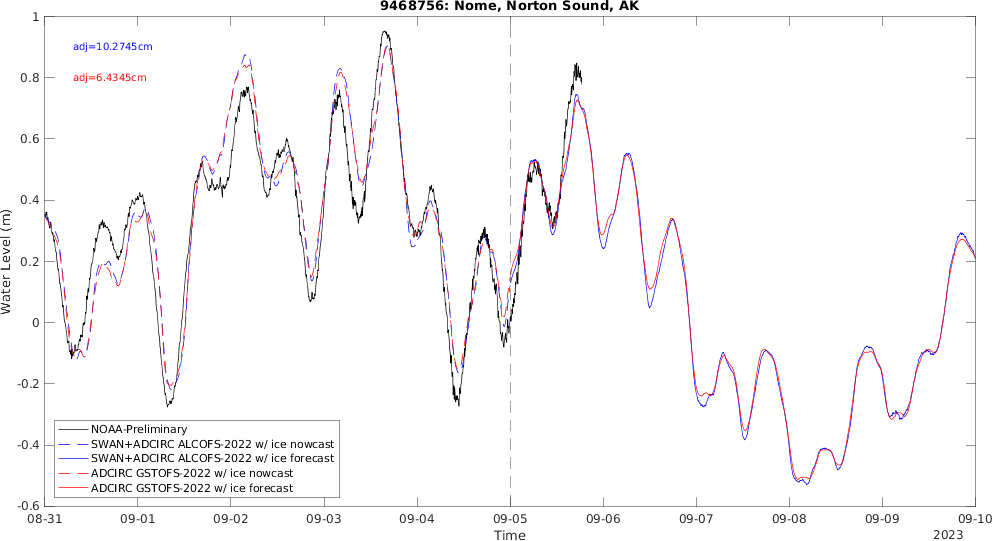 9468756: Nome, Norton Sound, AK
adj=10.2745cm
adj=6.4345cm
Water Level (m)
1
0.8
0.6
0.4
0.2
0
-0.2
-0.4
-0.6
NOAA-Preliminary
SWAN+ADCIRC ALCOFS-2022 w/ ice nowcast
SWAN+ADCIRC ALCOFS-2022 w/ ice forecast
ADCIRC GSTOFS-2022 w/ ice nowcast
ADCIRC GSTOFS-2022 w/ ice forecast
08-31 09-01 09-02 09-03 09-04 09-05 09-06 09-07 09-08 09-09 09-10
Time
2023